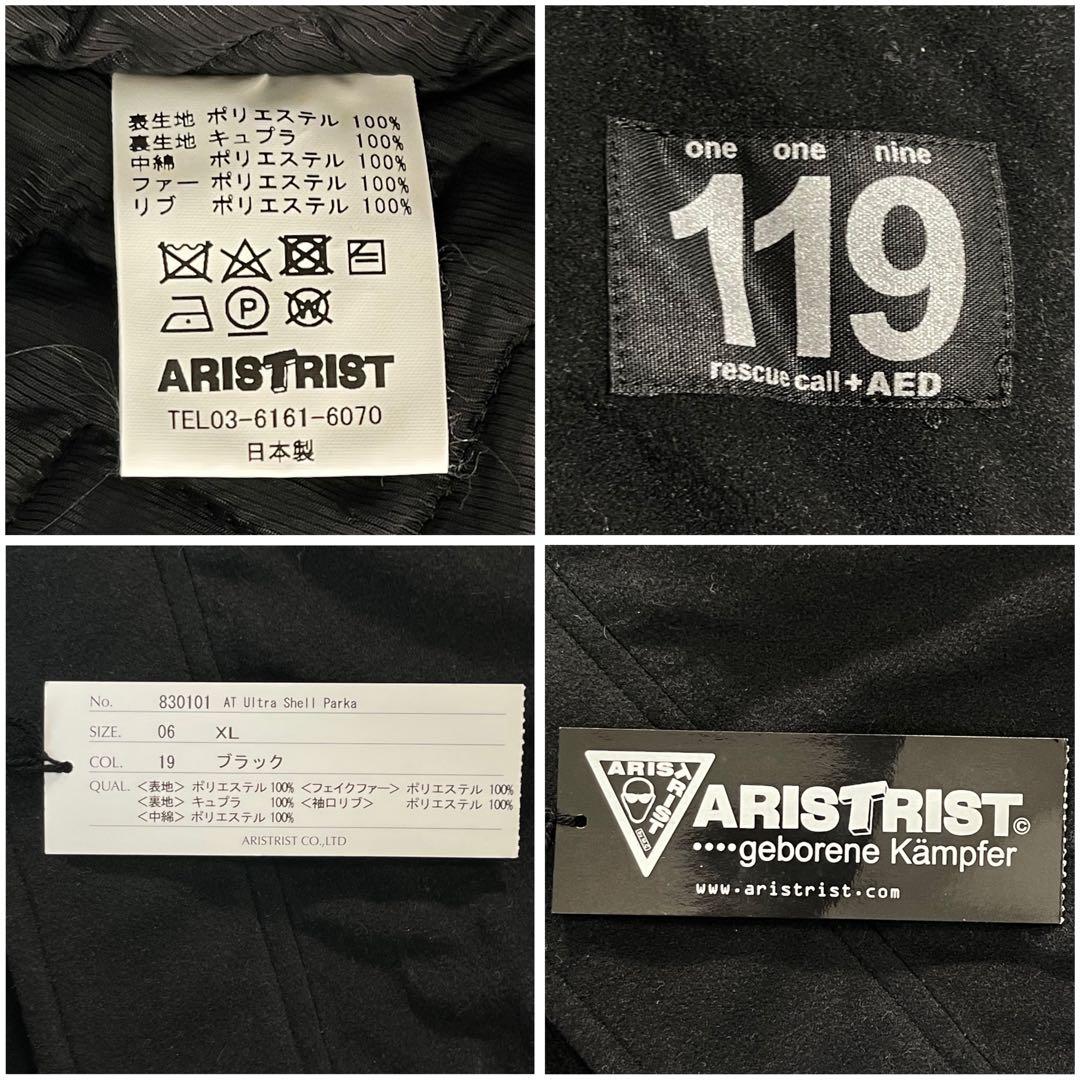 表生地 ポリエステル 100%
裏生地 キュプラ 100%
中綿 ポリエステル 100%
ファー ポリエステル 100%
リブ ポリエステル 100%
P
W
ARISTRIST
TEL03-6161-6070
日本製
one one nine
119
rescue call+AED
No. 830101 AT Ultra Shell Parka
SIZE. 06 XL
COL. 19 ブラック
QUAL. <表地> ポリエステル 100% <フェイクファー> ポリエステル 100%
<裏地> キュプラ 100% <袖口リブ> ポリエステル 100%
<中綿> ポリエステル 100%
ARISTRIST CO.,LTD
ARISTRIST
ARISTRIST©
....geborene Kämpfer
www.aristrist.com